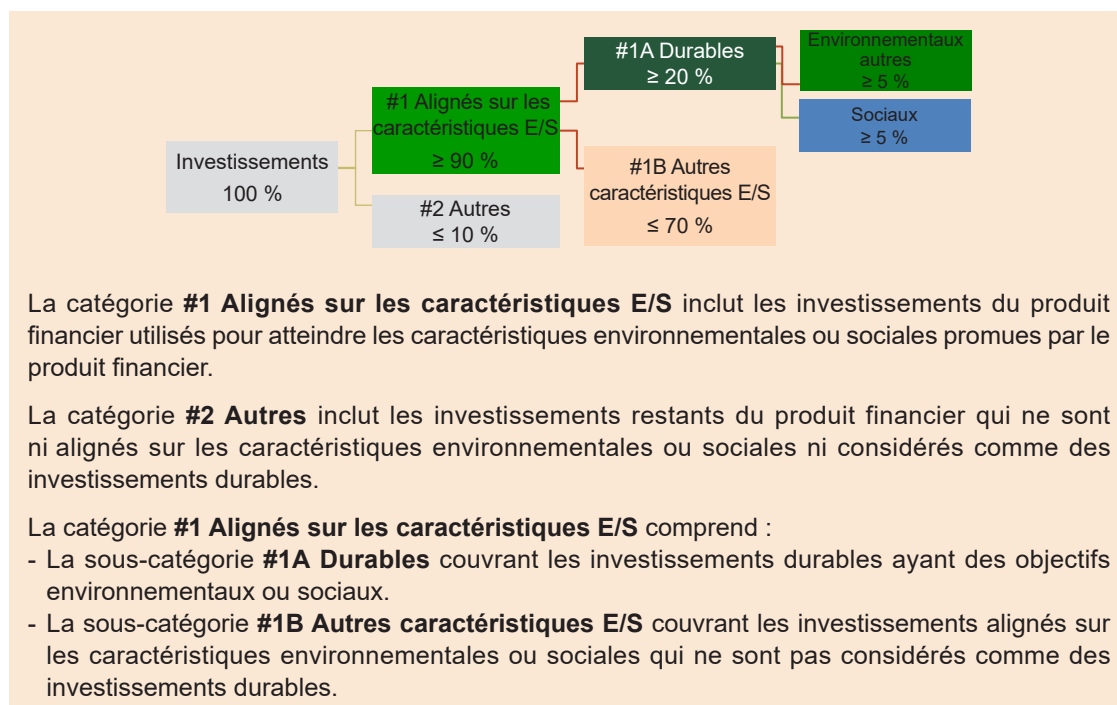 Investissements
100 %
#1 Alignés sur les
caractéristiques E/S
≥ 90 %
#2 Autres
≤ 10 %
#1A Durables
≥ 20 %
#1B Autres
caractéristiques E/S
≤ 70 %
Environnementaux
autres
≥ 5 %
Sociaux
≥ 5 %
La catégorie #1 Alignés sur les caractéristiques E/S inclut les investissements du produit
financier utilisés pour atteindre les caractéristiques environnementales ou sociales promues par le
produit financier.
La catégorie #2 Autres inclut les investissements restants du produit financier qui ne sont
ni alignés sur les caractéristiques environnementales ou sociales ni considérés comme des
investissements durables.
La catégorie #1 Alignés sur les caractéristiques E/S comprend :
- La sous-catégorie #1A Durables couvrant les investissements durables ayant des objectifs
environnementaux ou sociaux.
- La sous-catégorie #1B Autres caractéristiques E/S couvrant les investissements alignés sur
les caractéristiques environnementales ou sociales qui ne sont pas considérés comme des
investissements durables.